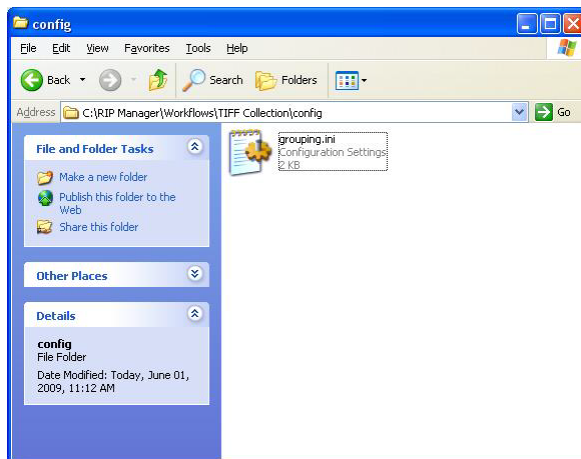 config
File Edit View Favorites Tools Help
Back Search Folders
Address C:\RIP Manager\Workflows\TIFF Collection\config Go
File and Folder Tasks
Make a new folder
Publish this folder to the
Web
Share this folder
Other Places
Details
config
File Folder
Date Modified: Today, June 01,
2009, 11:12 AM
grouping.ini
Configuration Settings
2 KB